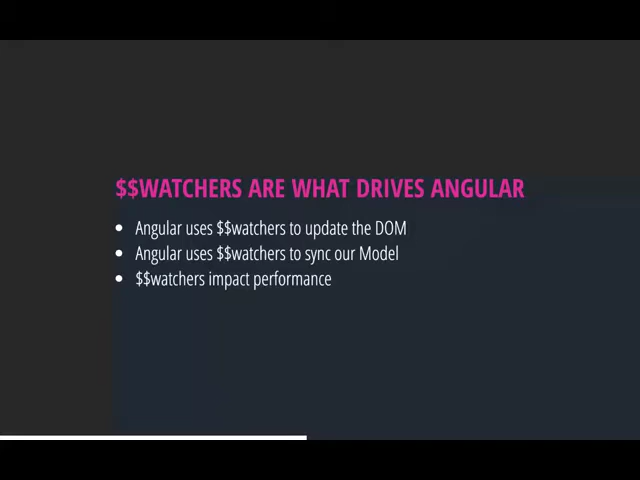 $$WATCHERS ARE WHAT DRIVES ANGULAR
• Angular uses $$watchers to update the DOM
• Angular uses $$watchers to sync our Model
• $$watchers impact performance